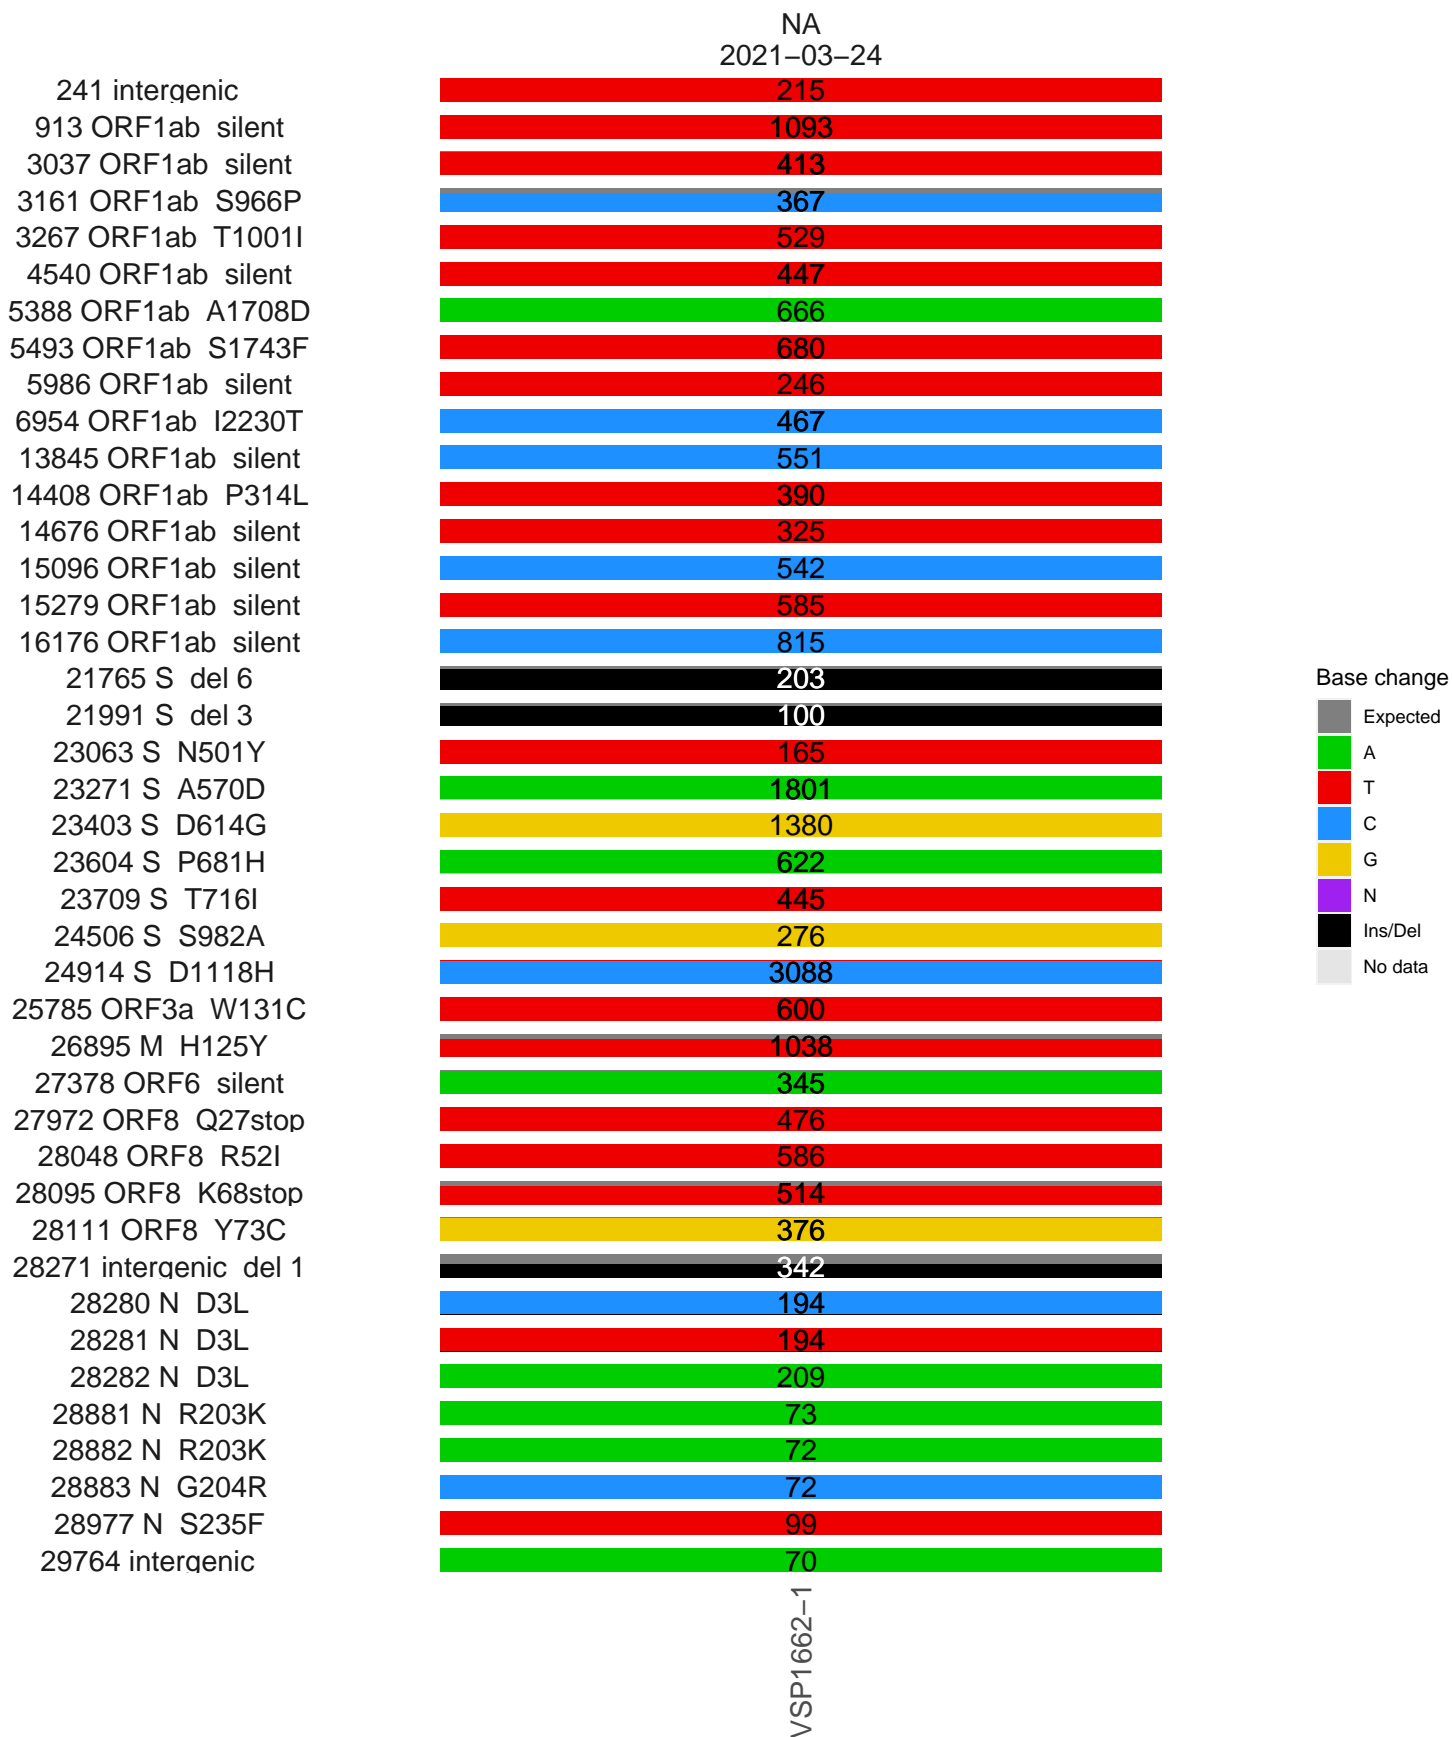 NA
2021−03−24
241 intergenic 215
913 ORF1ab silent 1093
3037 ORF1ab silent 413
3161 ORF1ab S966P 367
3267 ORF1ab T1001I 529
4540 ORF1ab silent 447
5388 ORF1ab A1708D 666
5493 ORF1ab S1743F 680
5986 ORF1ab silent 246
6954 ORF1ab I2230T 467
13845 ORF1ab silent 551
14408 ORF1ab P314L 390
14676 ORF1ab silent 325
15096 ORF1ab silent 542
15279 ORF1ab silent 585
16176 ORF1ab silent 815
21765 S del 6 203
21991 S del 3 100
23063 S N501Y 165
23271 S A570D 1801
23403 S D614G 1380
23604 S P681H 622
23709 S T716I 445
24506 S S982A 276
24914 S D1118H 3088
25785 ORF3a W131C 600
26895 M H125Y 1038
27378 ORF6 silent 345
27972 ORF8 Q27stop 476
28048 ORF8 R52I 586
28095 ORF8 K68stop 514
28111 ORF8 Y73C 376
28271 intergenic del 1 342
28280 N D3L 194
28281 N D3L 194
28282 N D3L 209
28881 N R203K 73
28882 N R203K 72
28883 N G204R 72
28977 N S235F 99
29764 intergenic 70
VSP1662−1
Base change
Expected
A
T
C
G
N
Ins/Del
No data